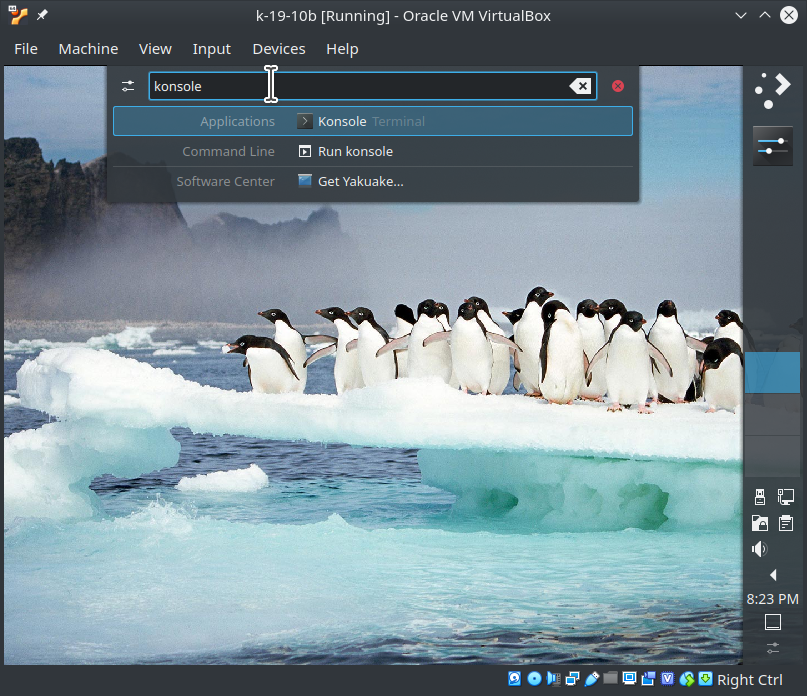 k-19-10b [Running] - Oracle VM VirtualBox
File Machine View Input Devices Help
konsole
Applications Konsole Terminal
Command Line Run konsole
Software Center Get Yakuake...
8:23 PM
Right Ctrl